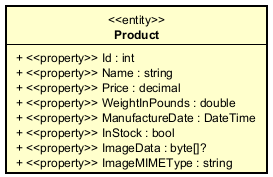 <<entity>>
Product
+ <<property>> Id : int
+ <<property>> Name : string
+ <<property>> Price : decimal
+ <<property>> WeightInPounds : double
+ <<property>> ManufactureDate : DateTime
+ <<property>> InStock : bool
+ <<property>> ImageData : byte[]?
+ <<property>> ImageMIMEType : string